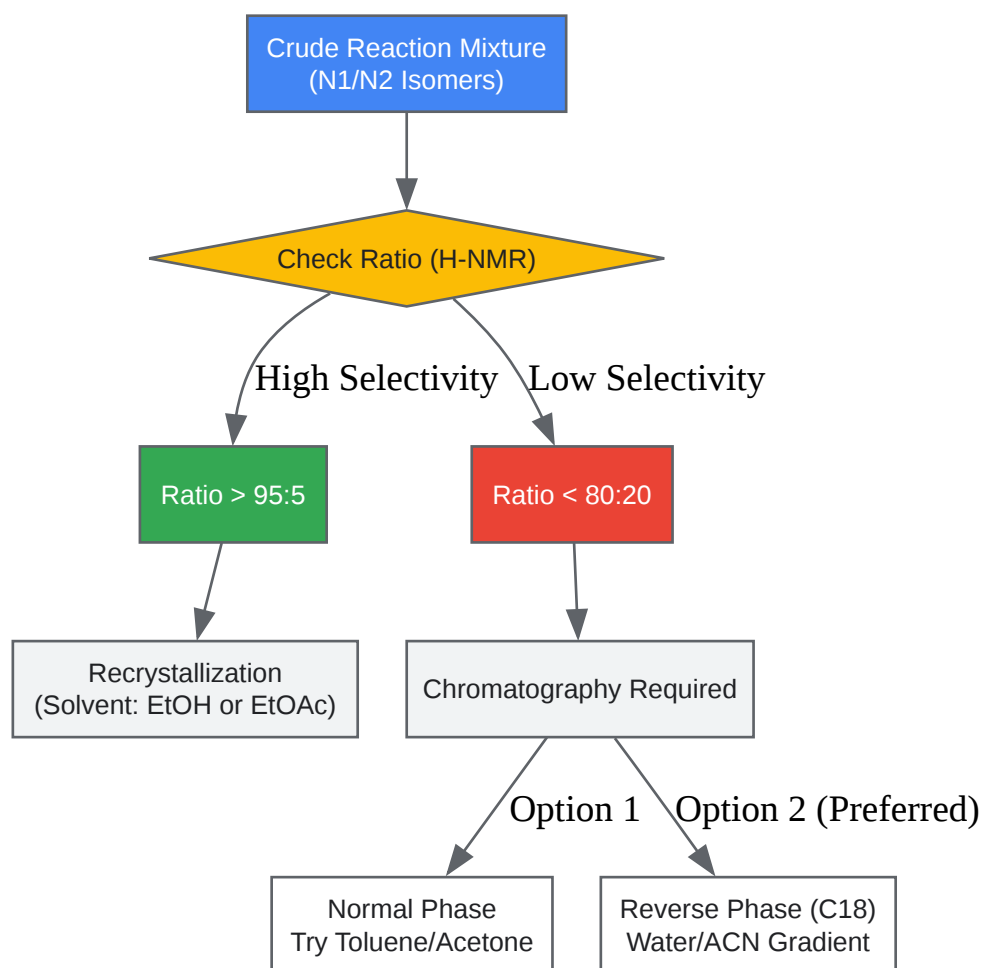 Crude Reaction Mixture
(N1/N2 Isomers)
Check Ratio (H-NMR)
High Selectivity
Low Selectivity
Ratio > 95:5
Ratio < 80:20
Recrystallization
(Solvent: EtOH or EtOAc)
Chromatography Required
Option 1
Option 2 (Preferred)
Normal Phase
Try Toluene/Acetone
Reverse Phase (C18)
Water/ACN Gradient